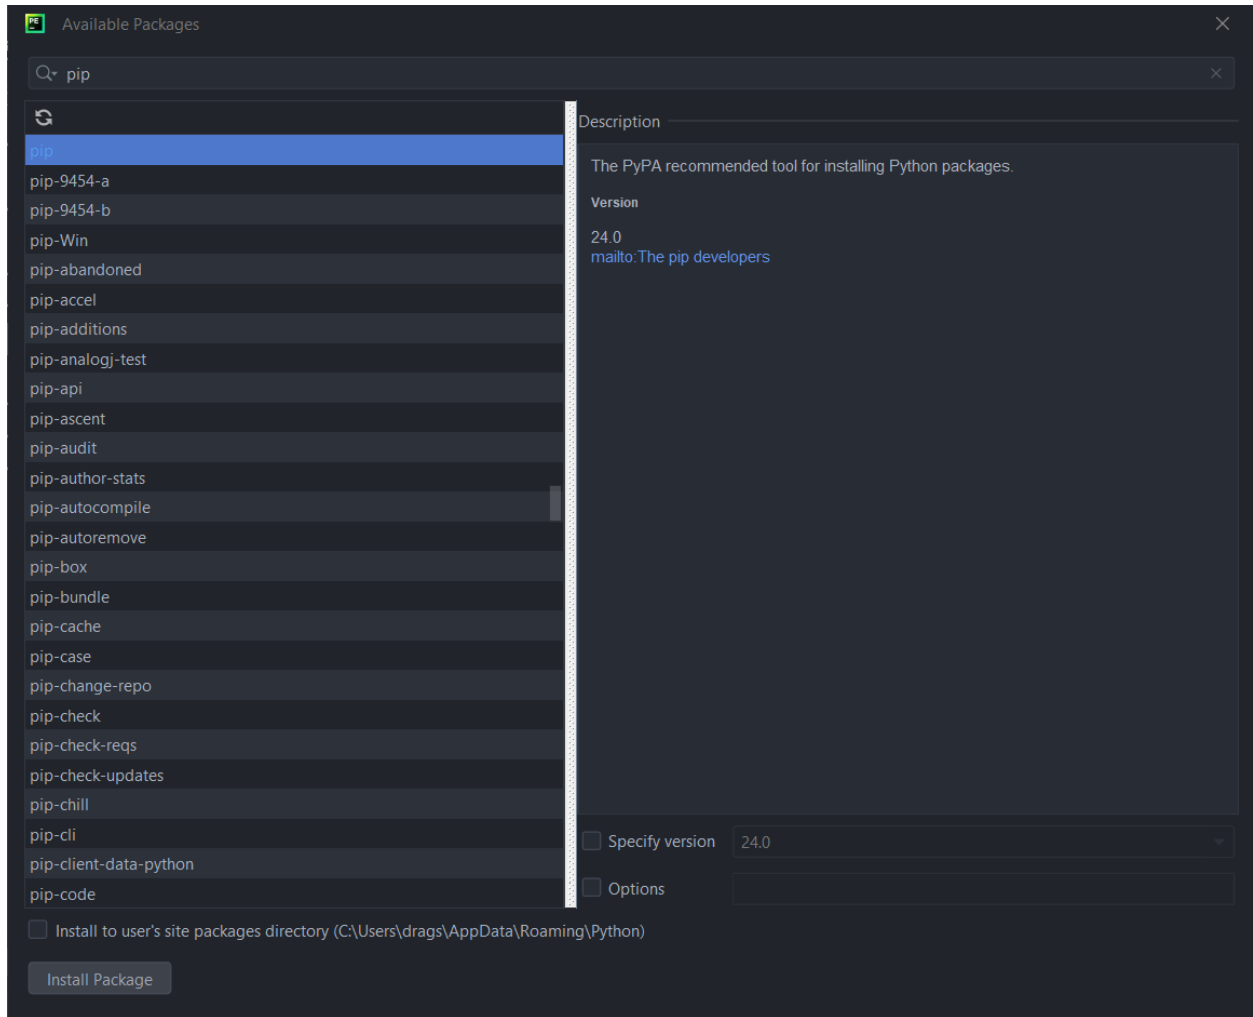 PE
Available Packages
pip
pip
pip-9454-a
pip-9454-b
pip-Win
pip-abandoned
pip-accel
pip-additions
pip-analogj-test
pip-api
pip-ascent
pip-audit
pip-author-stats
pip-autocompile
pip-autoremove
pip-box
pip-bundle
pip-cache
pip-case
pip-change-repo
pip-check
pip-check-reqs
pip-check-updates
pip-chill
pip-cli
pip-client-data-python
pip-code
Description
The PyPA recommended tool for installing Python packages.
Version
24.0
mailto:The pip developers
Specify version 24.0
Options
Install to user's site packages directory (C:\Users\drags\AppData\Roaming\Python)
Install Package